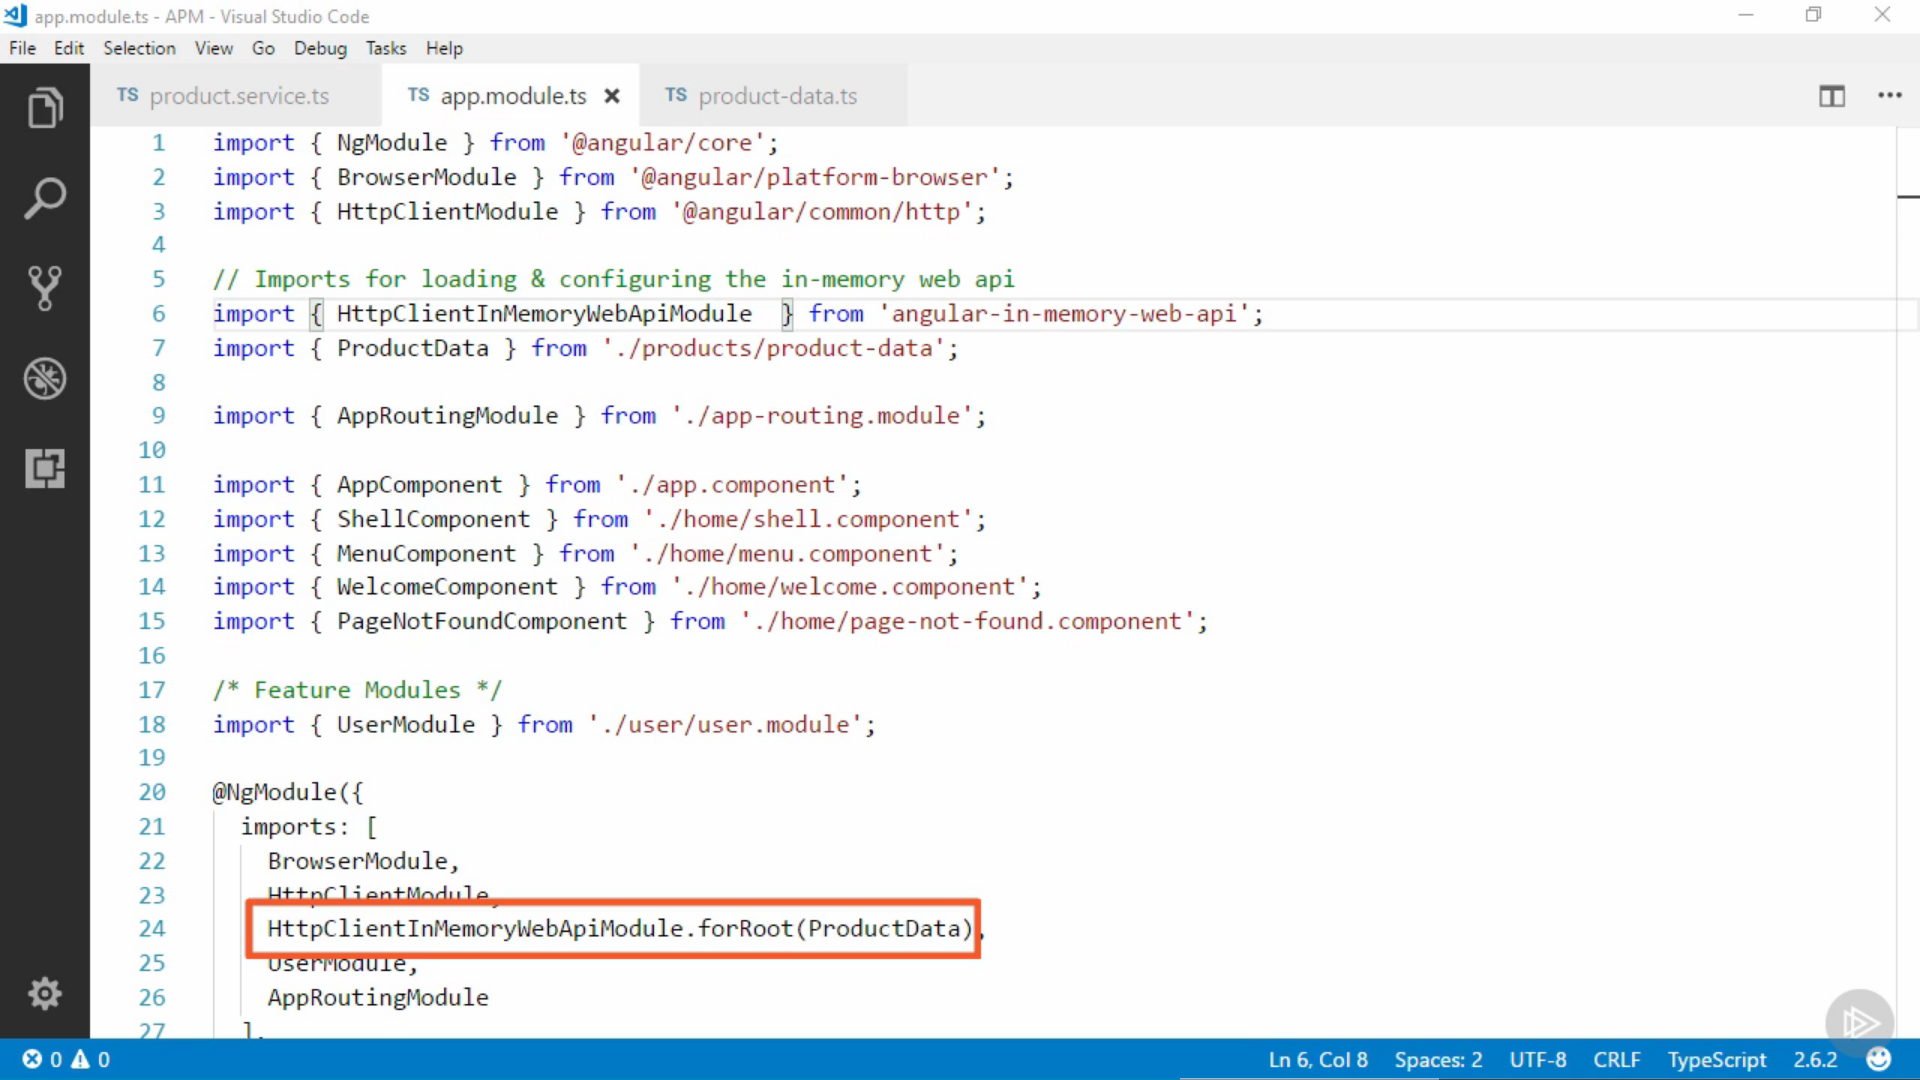 app.module.ts - APM - Visual Studio Code
File Edit Selection View Go Debug Tasks Help
TS product.service.ts TS app.module.ts TS product-data.ts
1 import { NgModule } from '@angular/core';
2 import { BrowserModule } from '@angular/platform-browser';
3 import { HttpClientModule } from '@angular/common/http';
4
5 // Imports for loading & configuring the in-memory web api
6 import { HttpClientInMemoryWebApiModule  } from 'angular-in-memory-web-api';
7 import { ProductData } from './products/product-data';
8
9 import { AppRoutingModule } from './app-routing.module';
10
11 import { AppComponent } from './app.component';
12 import { ShellComponent } from './home/shell.component';
13 import { MenuComponent } from './home/menu.component';
14 import { WelcomeComponent } from './home/welcome.component';
15 import { PageNotFoundComponent } from './home/page-not-found.component';
16
17 /* Feature Modules */
18 import { UserModule } from './user/user.module';
19
20 @NgModule({
21 imports: [
22 BrowserModule,
23 HttpClientModule,
24 HttpClientInMemoryWebApiModule.forRoot(ProductData),
25 UserModule,
26 AppRoutingModule
27 ],
0 0 Ln 6, Col 8 Spaces: 2 UTF-8 CRLF TypeScript 2.6.2